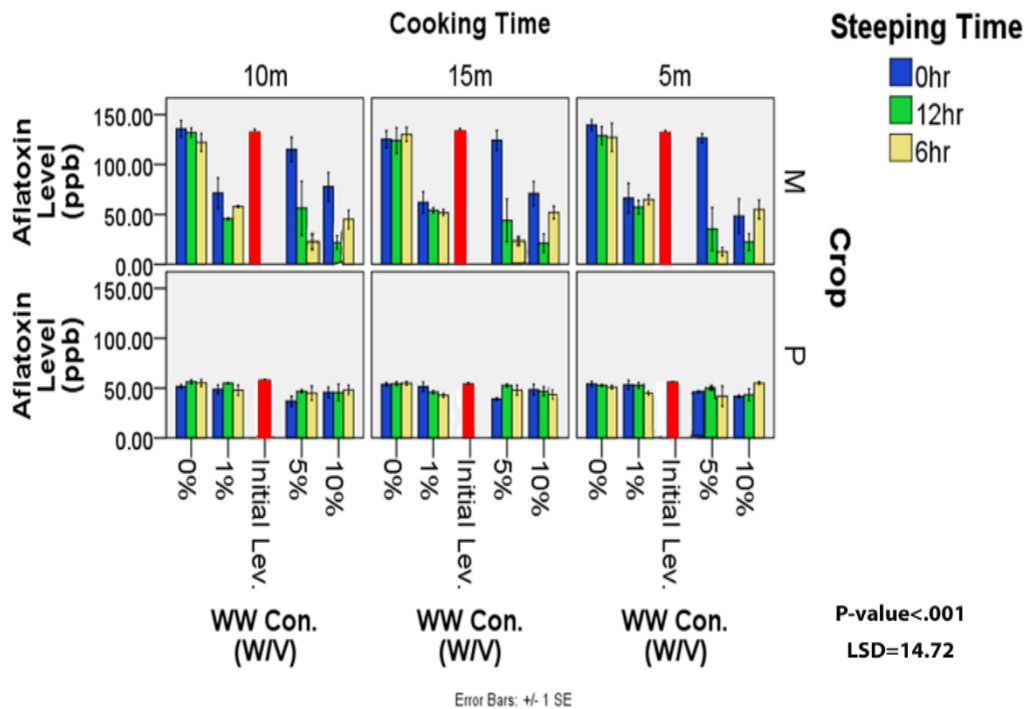 Cooking Time
10m 15m 5m
Steeping Time
0hr
12hr
6hr
Aflatoxin
Level
(ppb)
150.00
100.00
50.00
0.00
M
Aflatoxin
Level
(ppb)
150.00
100.00
50.00
0.00
P
Crop
0% 1% Initial Lev. 5% 10% 0% 1% Initial Lev. 5% 10% 0% 1% Initial Lev. 5% 10%
WW Con. WW Con. WW Con.
(W/V) (W/V) (W/V)
P-value<.001
LSD=14.72
Error Bars: +/- 1 SE